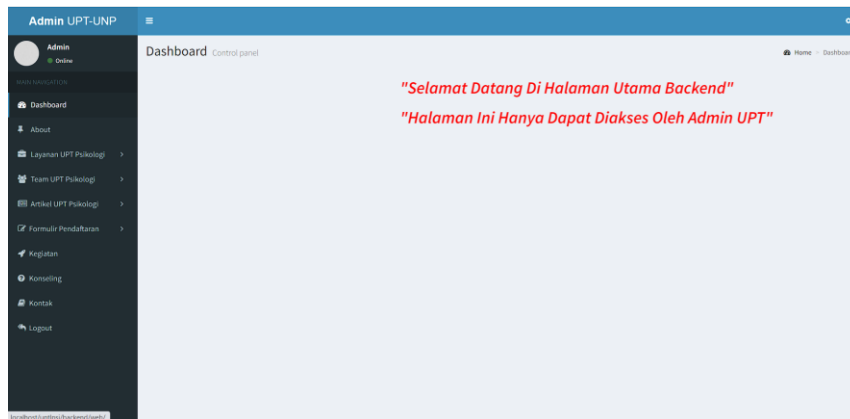 Admin UPT-UNP
Admin
Online
MAIN NAVIGATION
Dashboard
About
Layanan UPT Psikologi
Team UPT Psikologi
Artikel UPT Psikologi
Formulir Pendaftaran
Kegiatan
Konseling
Kontak
Logout
Dashboard Control panel
Home > Dashboar
"Selamat Datang Di Halaman Utama Backend"
"Halaman Ini Hanya Dapat Diakses Oleh Admin UPT"